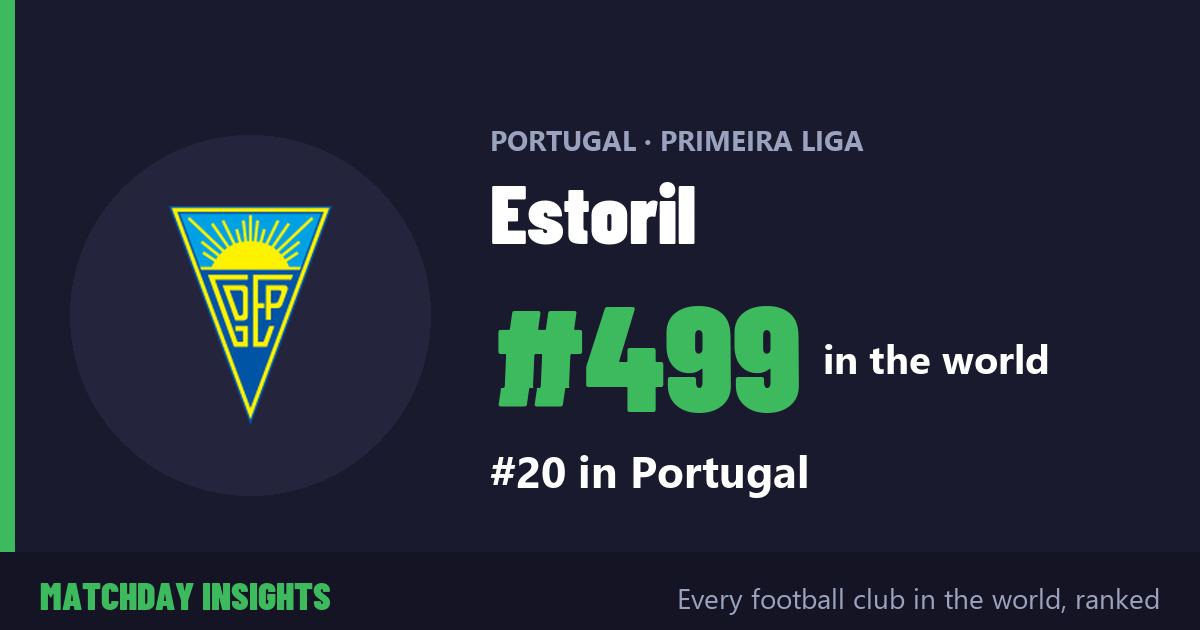 PORTUGAL · PRIMEIRA LIGA
Estoril
#499 in the world
#20 in Portugal
MATCHDAY INSIGHTS
Every football club in the world, ranked